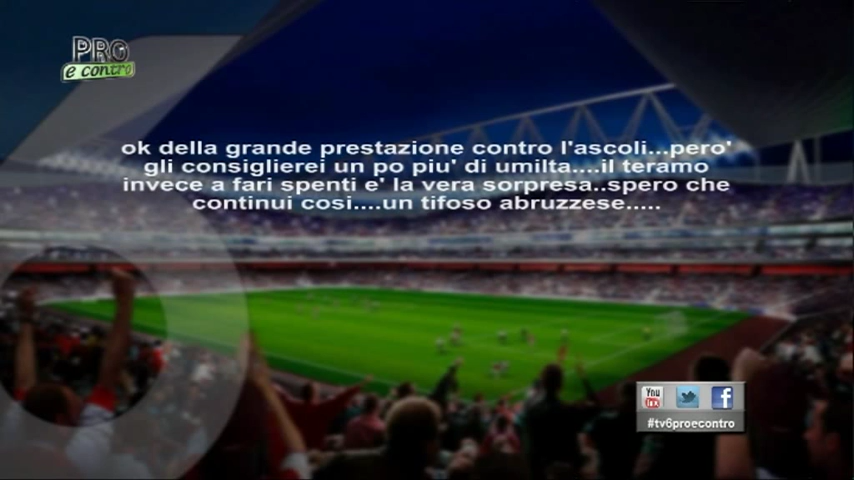 PRO
e contro
ok della grande prestazione contro l'ascoli...pero'
gli consiglierei un po piu' di umilta....il teramo
invece a fari spenti e' la vera sorpresa..spero che
continui cosi....un tifoso abruzzese.....
You
#tv6proecontro